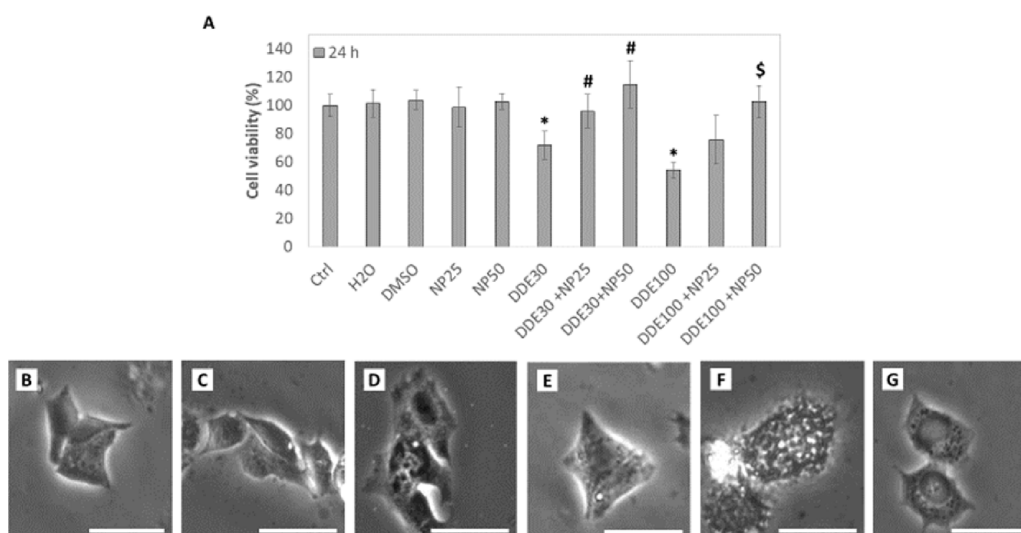 A
140
120
100
80
60
40
20
0
Cell viability (%)
24 h
*
#
#
*
$
Ctrl
H2O
DMSO
NP25
NP50
DDE30
DDE30 +NP25
DDE30+NP50
DDE100
DDE100 +NP25
DDE100 +NP50
B
C
D
E
F
G